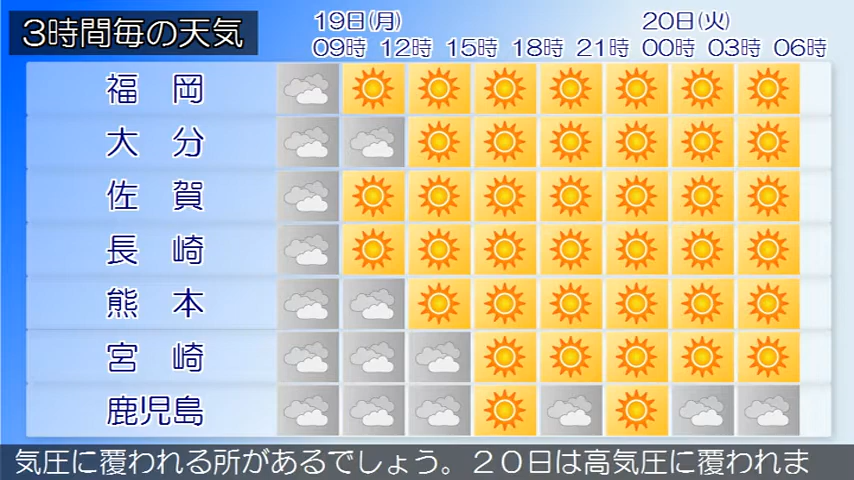 3時間毎の天気
19日(月) 20日(火)
09時 12時 15時 18時 21時 00時 03時 06時
福岡
大分
佐賀
長崎
熊本
宮崎
鹿児島
気圧に覆われる所があるでしょう。２０日は高気圧に覆われま